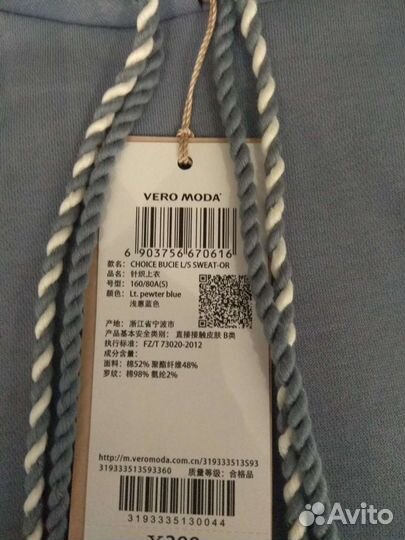 VERO MODA
6 903756 670616
款名: CHOICE BUCIE L/S SWEAT-OR
品名: 针织上衣
号型: 160/80A(S)
颜色: Lt. pewter blue
浅惠蓝色
产地: 浙江省宁波市
产品基本安全类别: 直接接触皮肤 B类
执行标准: FZ/T 73020-2012
成分含量:
面料: 棉52% 聚酯纤维48%
罗纹: 棉98% 氨纶2%
http://m.veromoda.com.cn/319333513S93
319333513S93360 质量等级: 合格品
3193335130044
Avito